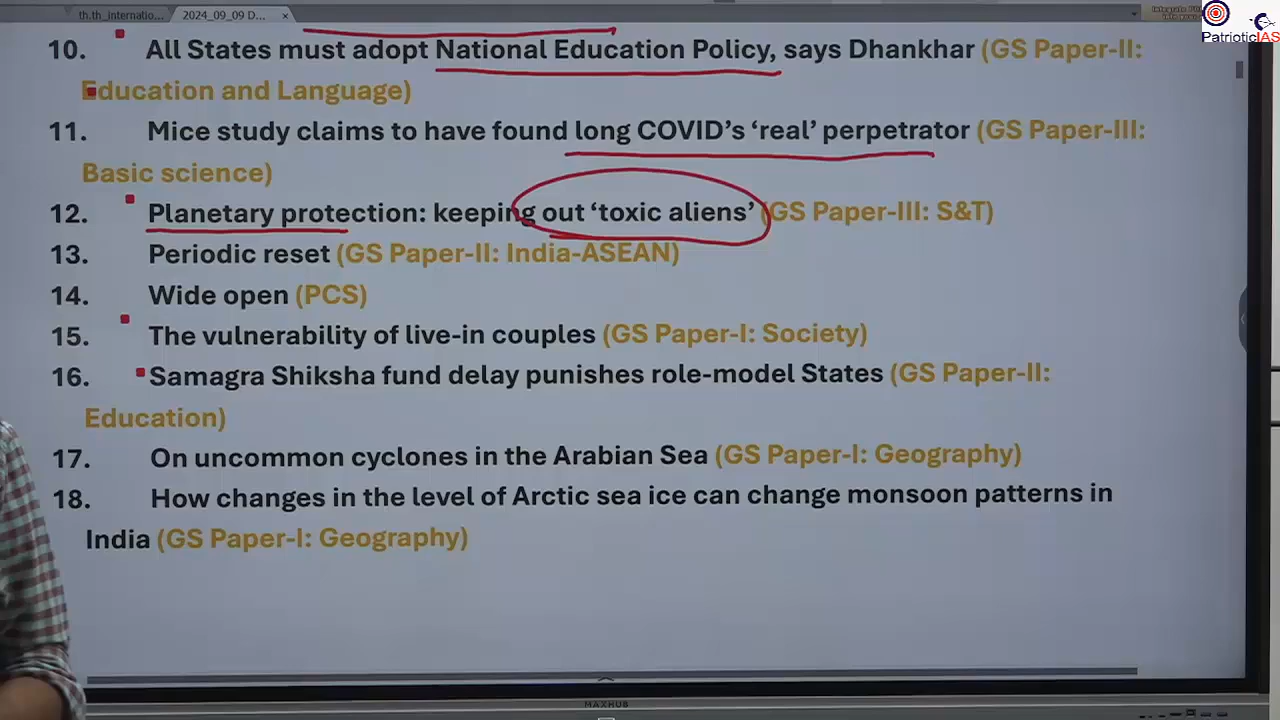 th.th_internatio...
2024_09_09 D...
×
PatrioticIAS
10. All States must adopt National Education Policy, says Dhankhar (GS Paper-II:
Education and Language)
11. Mice study claims to have found long COVID's ‘real’ perpetrator (GS Paper-III:
Basic science)
12. Planetary protection: keeping out ‘toxic aliens’ (GS Paper-III: S&T)
13. Periodic reset (GS Paper-II: India-ASEAN)
14. Wide open (PCS)
15. The vulnerability of live-in couples (GS Paper-I: Society)
16. Samagra Shiksha fund delay punishes role-model States (GS Paper-II:
Education)
17. On uncommon cyclones in the Arabian Sea (GS Paper-I: Geography)
18. How changes in the level of Arctic sea ice can change monsoon patterns in
India (GS Paper-I: Geography)
MAXHUB